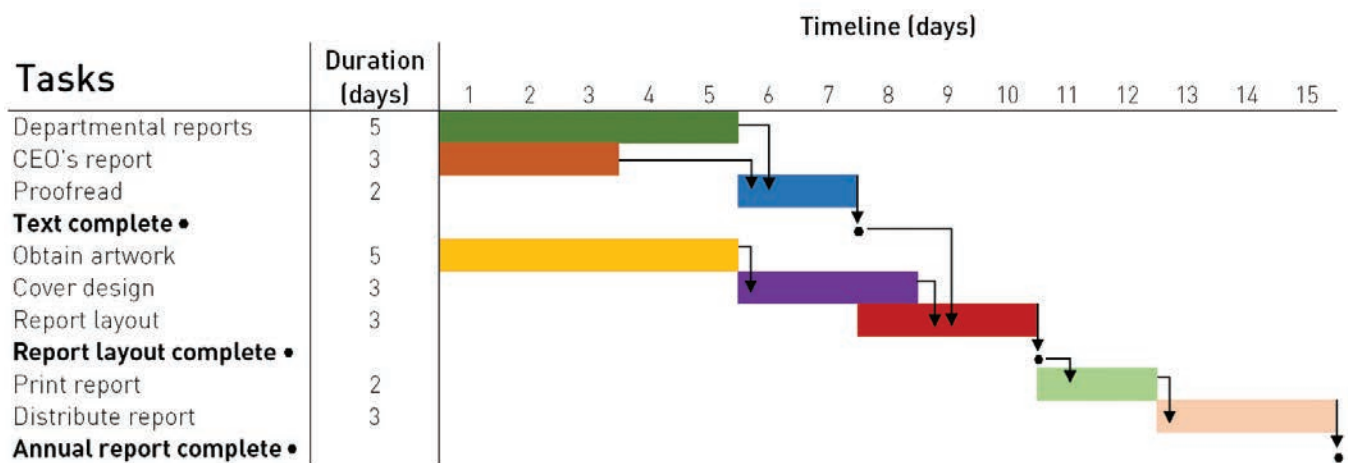 Timeline (days)
Tasks
Duration
(days)
1 2 3 4 5 6 7 8 9 10 11 12 13 14 15
Departmental reports 5
CEO's report 3
Proofread 2
Text complete •
Obtain artwork 5
Cover design 3
Report layout 3
Report layout complete •
Print report 2
Distribute report 3
Annual report complete •